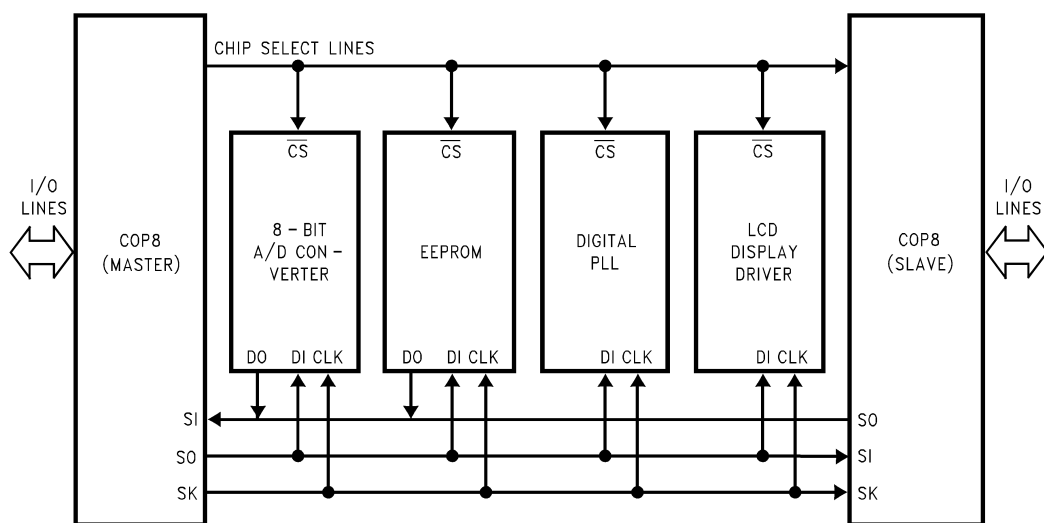 CHIP SELECT LINES
CS
CS
CS
CS
I/O
LINES
COP8
(MASTER)
8 - BIT
A/D CON -
VERTER
EEPROM
DIGITAL
PLL
LCD
DISPLAY
DRIVER
COP8
(SLAVE)
I/O
LINES
DO DI CLK
DO DI CLK
DI CLK
DI CLK
SI
SO
SO
SI
SK
SK